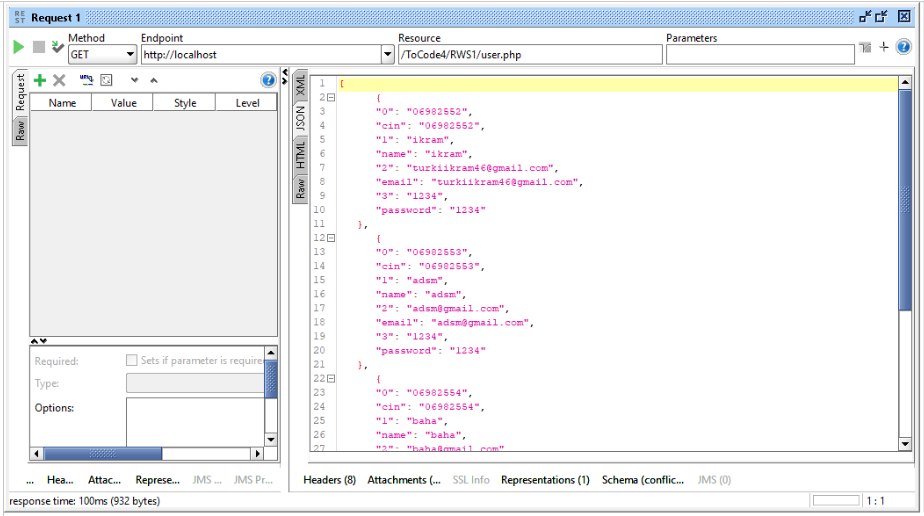 REST Request 1
Method Endpoint Resource Parameters
GET http://localhost /ToCode4/RWS1/user.php
Request
Raw
Name Value Style Level
Required: Sets if parameter is require
Type:
Options:
... Hea... Attac... Represe... JMS ... JMS Pr...
XML
JSON
HTML
Raw
1 [
2 {
3 "0": "06982552",
4 "cin": "06982552",
5 "1": "ikram",
6 "name": "ikram",
7 "2": "turkiikram46@gmail.com",
8 "email": "turkiikram46@gmail.com",
9 "3": "1234",
10 "password": "1234"
11 },
12 {
13 "0": "06982553",
14 "cin": "06982553",
15 "1": "adsm",
16 "name": "adsm",
17 "2": "adsm@gmail.com",
18 "email": "adsm@gmail.com",
19 "3": "1234",
20 "password": "1234"
21 },
22 {
23 "0": "06982554",
24 "cin": "06982554",
25 "1": "baha",
26 "name": "baha",
27 "2": "baha@gmail.com"
Headers (8) Attachments (... SSL Info Representations (1) Schema (conflic... JMS (0)
response time: 100ms (932 bytes) 1 : 1